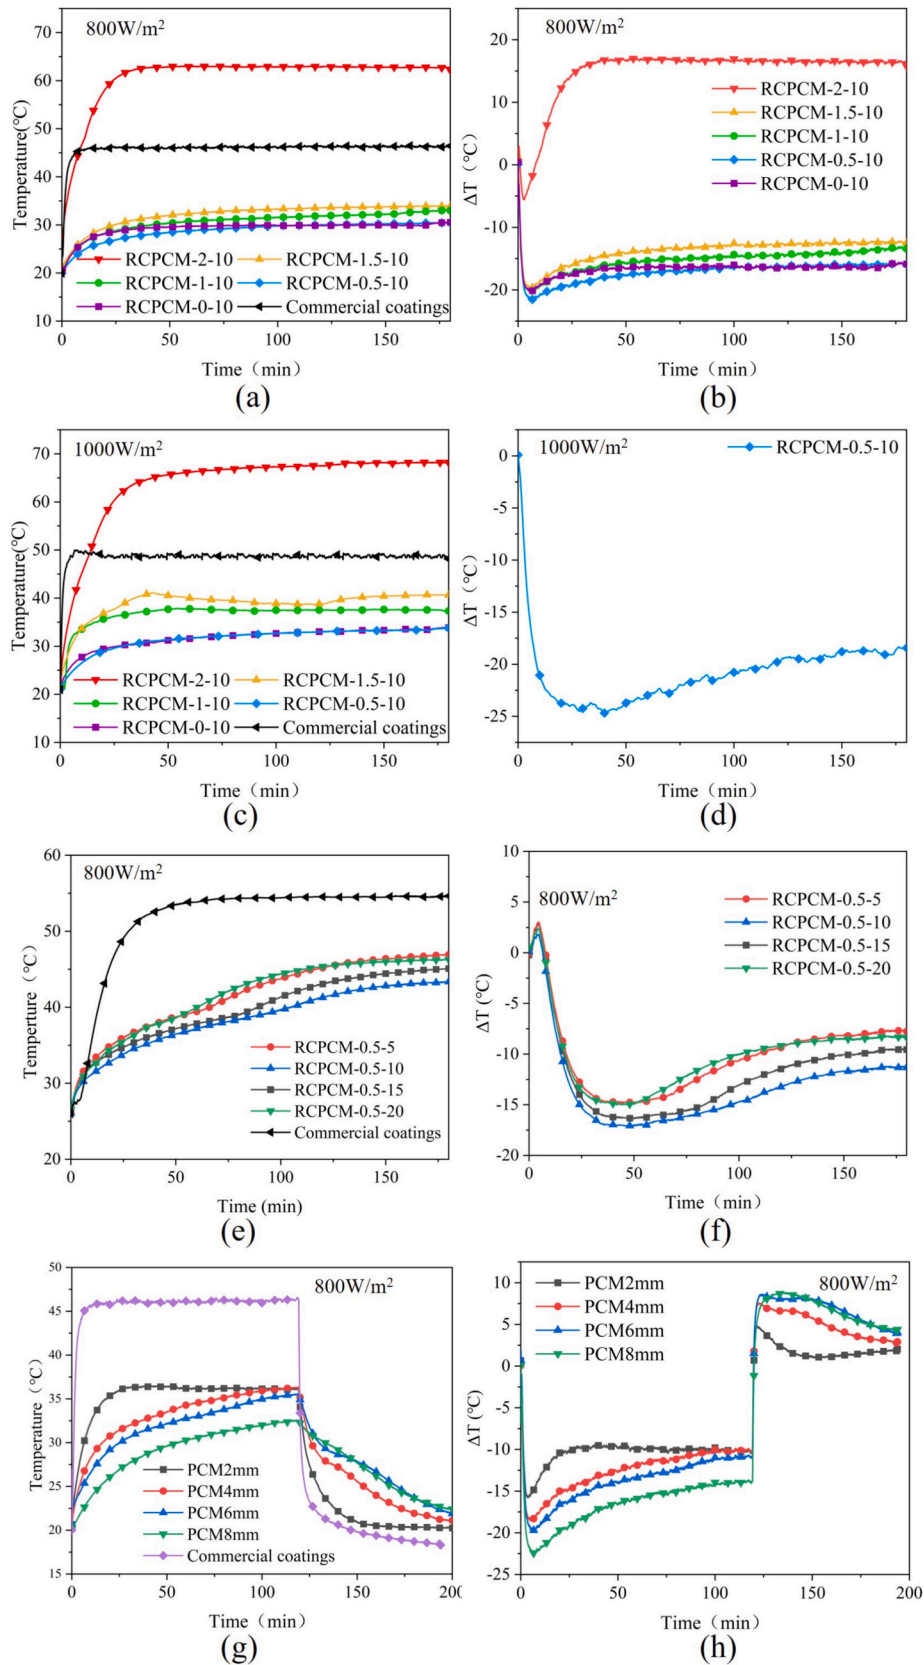 800W/m²
Temperature(°C)
75
60
45
30
20
10
RCPCM-2-10
RCPCM-1.5-10
RCPCM-1-10
RCPCM-0.5-10
RCPCM-0-10
Commercial coatings
0
50
100
150
Time（min）
(a)
800W/m²
ΔT (°C)
20
10
0
-10
-20
RCPCM-2-10
RCPCM-1.5-10
RCPCM-1-10
RCPCM-0.5-10
RCPCM-0-10
0
50
100
150
Time（min）
(b)
1000W/m²
Temperature(°C)
70
60
50
40
30
20
10
RCPCM-2-10
RCPCM-1.5-10
RCPCM-1-10
RCPCM-0.5-10
RCPCM-0-10
Commercial coatings
0
50
100
150
Time（min）
(c)
1000W/m²
RCPCM-0.5-10
ΔT (°C)
0
-5
-10
-15
-20
-25
0
50
100
150
Time（min）
(d)
800W/m²
Temperture（°C）
60
50
40
30
20
RCPCM-0.5-5
RCPCM-0.5-10
RCPCM-0.5-15
RCPCM-0.5-20
Commercial coatings
0
50
100
150
Time (min)
(e)
800W/m²
ΔT (°C)
10
5
0
-5
-10
-15
-20
RCPCM-0.5-5
RCPCM-0.5-10
RCPCM-0.5-15
RCPCM-0.5-20
0
50
100
150
Time（min）
(f)
800W/m²
Temperature（°C）
50
45
40
35
30
25
20
15
PCM2mm
PCM4mm
PCM6mm
PCM8mm
Commercial coatings
0
50
100
150
200
Time（min）
(g)
800W/m²
ΔT (°C)
10
5
0
-5
-10
-15
-20
-25
PCM2mm
PCM4mm
PCM6mm
PCM8mm
0
50
100
150
200
Time（min）
(h)